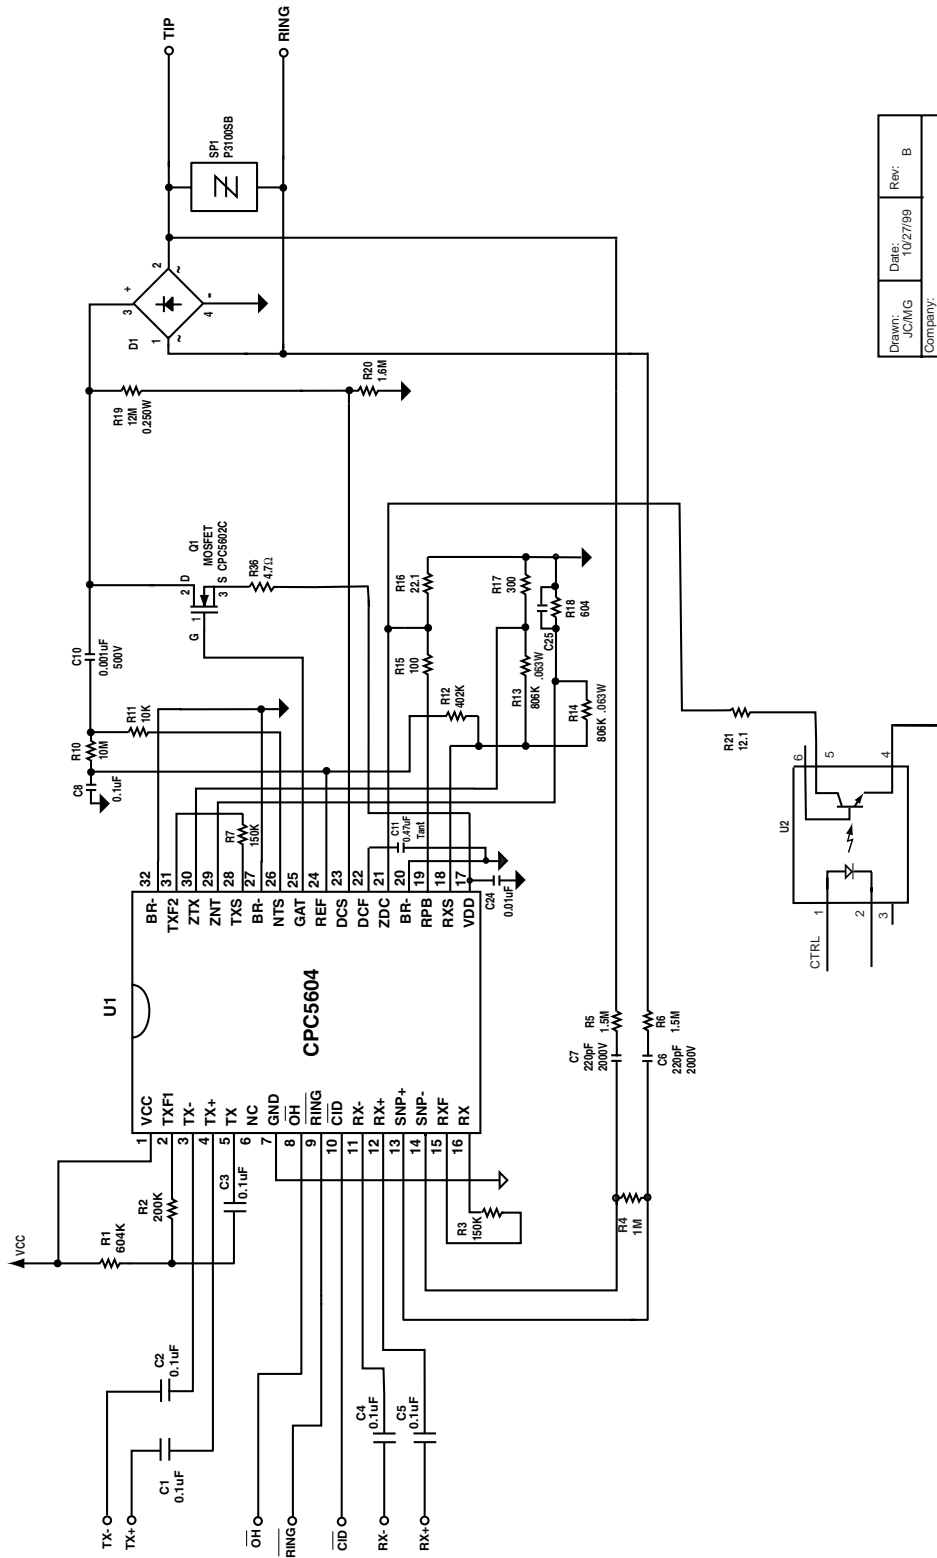 TIP
RING
SP1
P3100SB
2
~
3
+
-
4
1
~
D1
R20
1.6M
R19
12M
0.250W
Q1
MOSFET
CPC5602C
2 D
3 S
G 1
R36
4.7Ω
C10
0.001uF
500V
R11
10K
R10
10M
C8
0.1uF
R16
22.1
R15
100
R17
300
R18
604
C25
R12
402K
R13
806K .063W
R14
806K .063W
R7
150K
C11
0.47uF
Tant
C24
0.01uF
R21
12.1
U1
CPC5604
32 BR-
31 TXF2
30 ZTX
29 ZNT
28 TXS
27 BR-
26 NTS
25 GAT
24 REF
23 DCS
22 DCF
21 ZDC
20 BR-
19 RPB
18 RXS
17 VDD
1 VCC
2 TXF1
3 TX-
4 TX+
5 TX
6 NC
7 GND
8 OH
9 RING
10 CID
11 RX-
12 RX+
13 SNP+
14 SNP-
15 RXF
16 RX
VCC
R1
604K
R2
200K
C3
0.1uF
C2
0.1uF
C1
0.1uF
C4
0.1uF
C5
0.1uF
R3
150K
R4
1M
C7
220pF
2000V
R5
1.5M
C6
220pF
2000V
R6
1.5M
TX-
TX+
OH
RING
CID
RX-
RX+
U2
6
5
4
1
2
3
CTRL
Drawn:
JC/MG
Date:
10/27/99
Rev: B
Company: